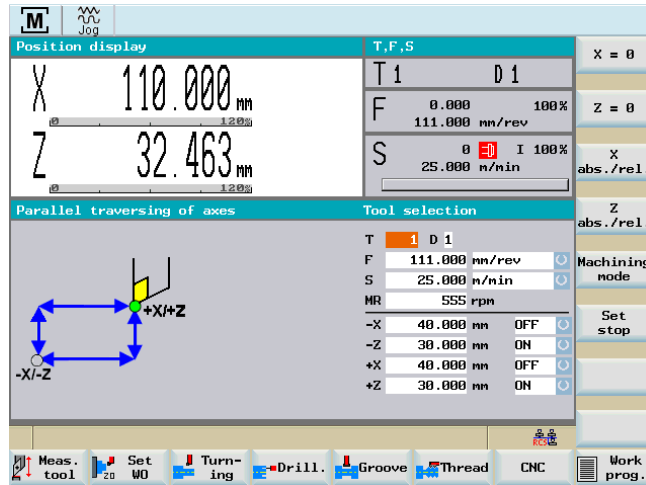 M
Jog
Position display
X 110.000 mm
0 120%
Z 32.463 mm
0 120%
T,F,S
T 1 D 1
F 0.000 100%
111.000 mm/rev
S 0 I 100%
25.000 m/min
X = 0
Z = 0
X
abs./rel
Z
abs./rel
Machining
mode
Set
stop
Parallel traversing of axes
+X/+Z
-X/-Z
Tool selection
T 1 D 1
F 111.000 mm/rev
S 25.000 m/min
MR 555 rpm
-X 40.000 mm OFF
-Z 30.000 mm ON
+X 40.000 mm OFF
+Z 30.000 mm ON
RCS
Meas.
tool
20
Set
WO
Turn-
ing
Drill.
Groove
Thread
CNC
Work
prog.